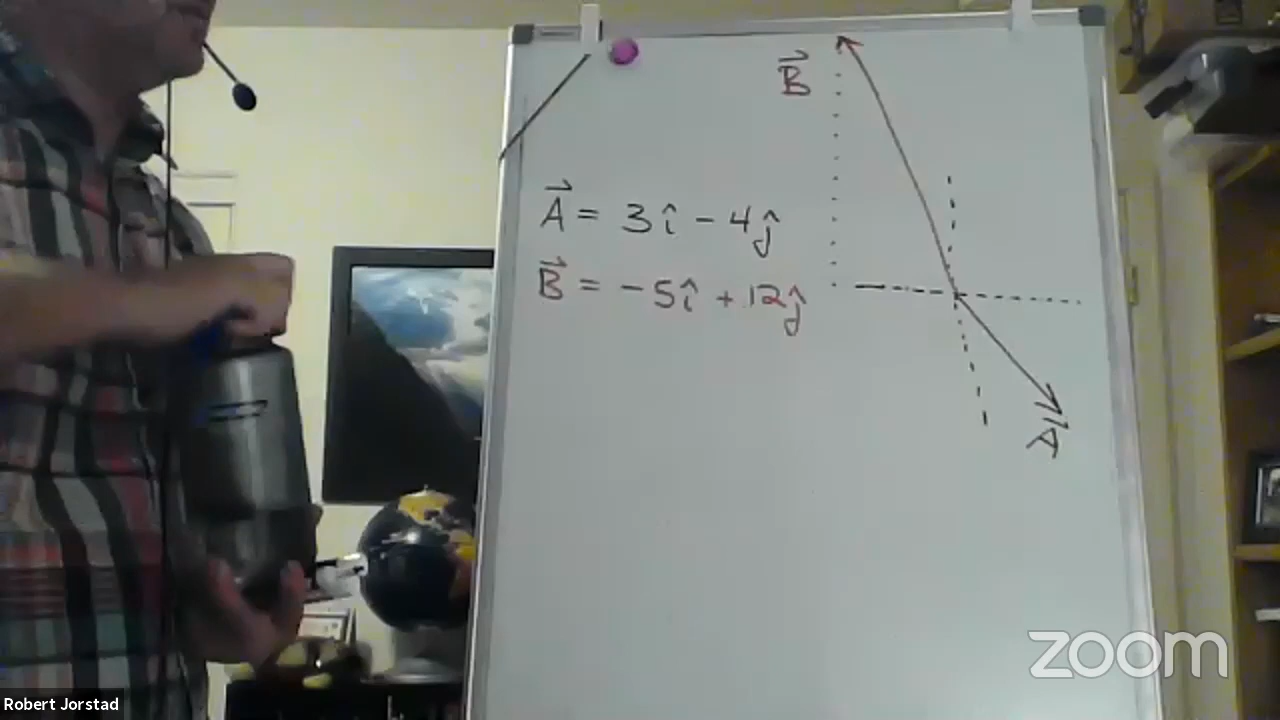 B⃗
A⃗ = 3î − 4ĵ
B⃗ = −5î + 12ĵ
A⃗
zoom
Robert Jorstad